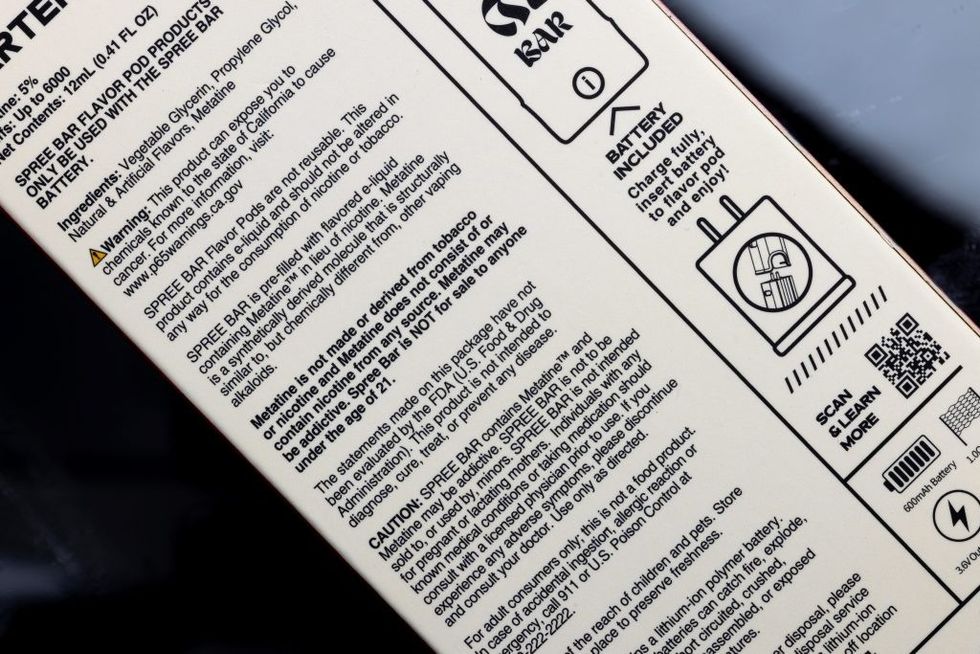 5%
Up to 6000
Contents: 12mL (0.41 FL OZ)
SPREE BAR FLAVOR POD PRODUCTS
ONLY BE USED WITH THE SPREE BAR
BATTERY.
Ingredients: Vegetable Glycerin, Propylene Glycol,
Natural & Artificial Flavors, Metatine
Warning: This product can expose you to
chemicals known to the state of California to cause
cancer. For more information, visit:
www.p65warnings.ca.gov
SPREE BAR Flavor Pods are not reusable. This
product contains e-liquid and should not be altered in
any way for the consumption of nicotine or tobacco.
SPREE BAR is pre-filled with flavored e-liquid
containing Metatine™ in lieu of nicotine. Metatine
is a synthetically derived molecule that is structurally
similar to, but chemically different from, other vaping
alkaloids.
Metatine is not made or derived from tobacco
or nicotine and Metatine does not consist of or
contain nicotine from any source. Metatine may
be addictive. Spree Bar is NOT for sale to anyone
under the age of 21.
The statements made on this package have not
been evaluated by the FDA (U.S. Food & Drug
Administration). This product is not intended to
diagnose, cure, treat, or prevent any disease.
CAUTION: SPREE BAR contains Metatine™ and
Metatine may be addictive. SPREE BAR is not to be
sold to, or used by, minors. SPREE BAR is not intended
for pregnant or lactating mothers. Individuals with any
known medical conditions or taking medication should
consult with a licensed physician prior to use. If you
experience any adverse symptoms, please discontinue
and consult your doctor. Use only as directed.
For adult consumers only, this is not a food product.
In case of accidental ingestion, allergic reaction or
call 911 or U.S. Poison Control at
22-2222
of the reach of children and pets. Store
place to preserve freshness.
a lithium-ion polymer battery.
batteries can catch fire, explode,
short circuited, crushed,
or exposed
or disposal, please
disposal service
lithium-ion
off location
BAR
i
BATTERY
INCLUDED
Charge fully,
insert battery
to flavor pod
and enjoy!
SCAN
& LEARN
MORE
600mAh Battery